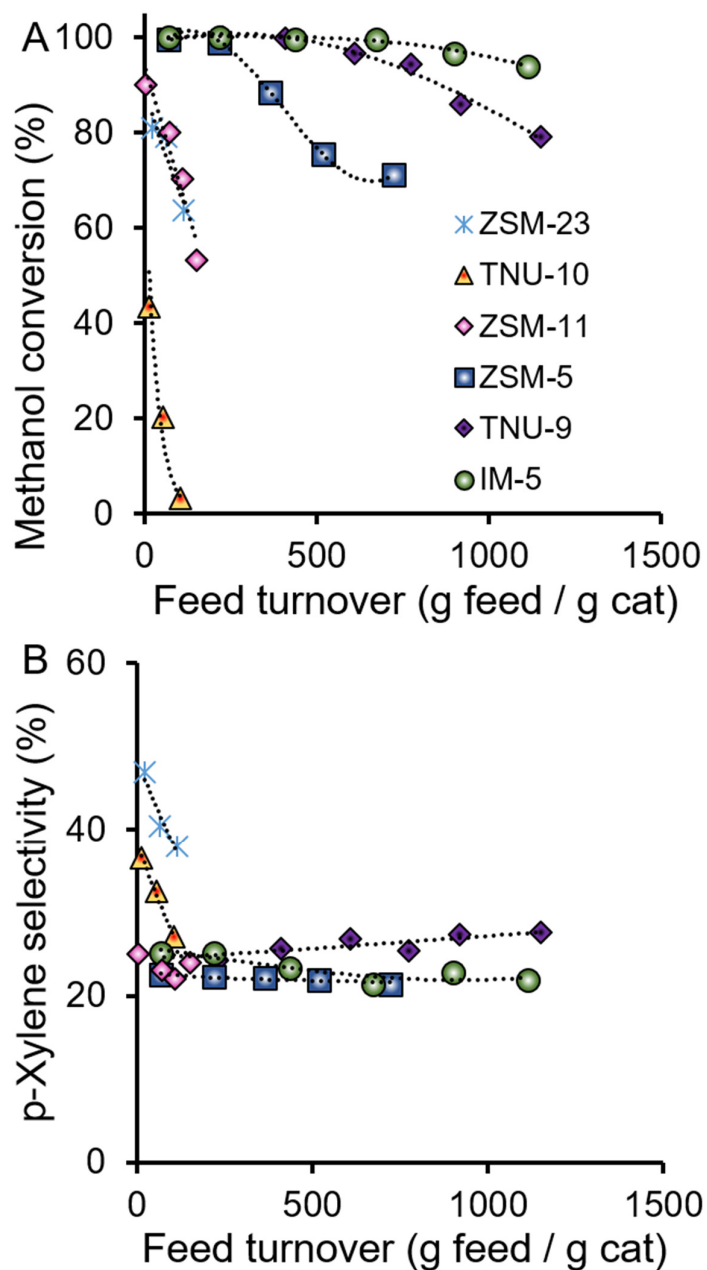 A
100
80
60
40
20
0
Methanol conversion (%)
ZSM-23
TNU-10
ZSM-11
ZSM-5
TNU-9
IM-5
0 500 1000 1500
Feed turnover (g feed / g cat)
B
60
40
20
0
p-Xylene selectivity (%)
0 500 1000 1500
Feed turnover (g feed / g cat)